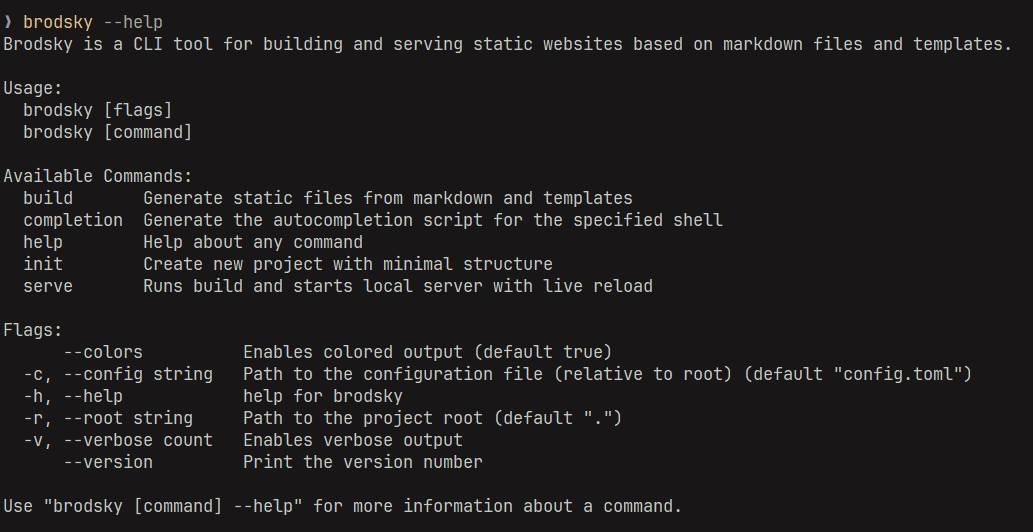 ❯ brodsky --help
Brodsky is a CLI tool for building and serving static websites based on markdown files and templates.

Usage:
  brodsky [flags]
  brodsky [command]

Available Commands:
  build       Generate static files from markdown and templates
  completion  Generate the autocompletion script for the specified shell
  help        Help about any command
  init        Create new project with minimal structure
  serve       Runs build and starts local server with live reload

Flags:
      --colors          Enables colored output (default true)
  -c, --config string   Path to the configuration file (relative to root) (default "config.toml")
  -h, --help            help for brodsky
  -r, --root string     Path to the project root (default ".")
  -v, --verbose count   Enables verbose output
      --version         Print the version number

Use "brodsky [command] --help" for more information about a command.